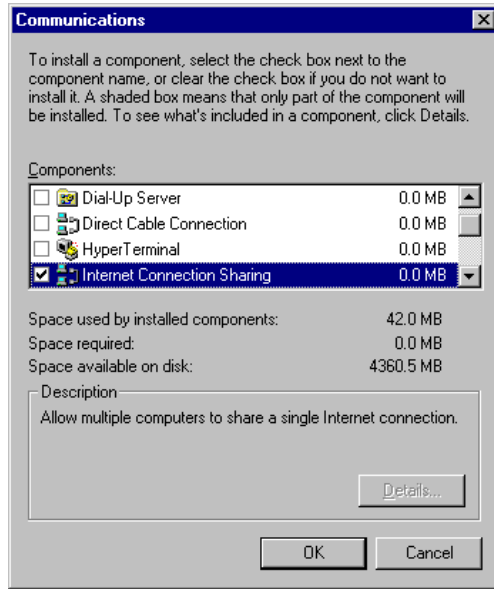 Communications
To install a component, select the check box next to the
component name, or clear the check box if you do not want to
install it. A shaded box means that only part of the component will
be installed. To see what's included in a component, click Details.
Components:
Dial-Up Server 0.0 MB
Direct Cable Connection 0.0 MB
HyperTerminal 0.0 MB
Internet Connection Sharing 0.0 MB
Space used by installed components: 42.0 MB
Space required: 0.0 MB
Space available on disk: 4360.5 MB
Description
Allow multiple computers to share a single Internet connection.
Details...
OK Cancel